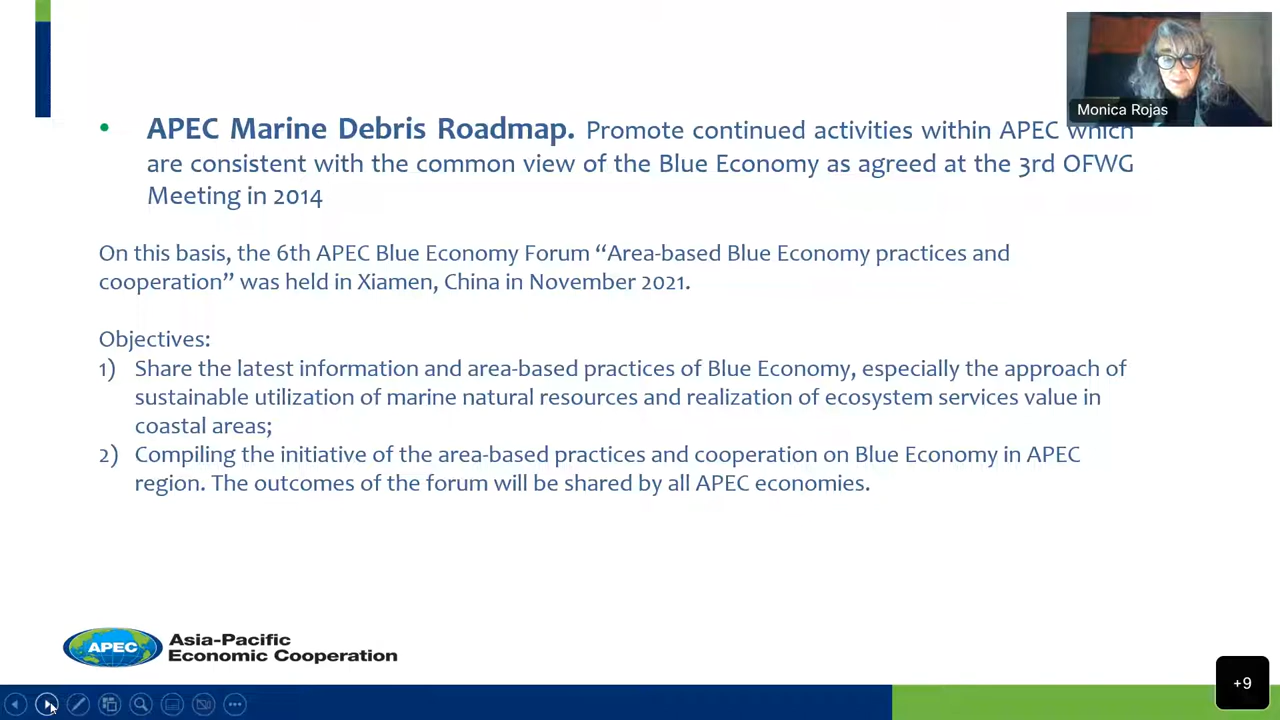 Monica Rojas
• APEC Marine Debris Roadmap. Promote continued activities within APEC which
are consistent with the common view of the Blue Economy as agreed at the 3rd OFWG
Meeting in 2014
On this basis, the 6th APEC Blue Economy Forum “Area-based Blue Economy practices and
cooperation” was held in Xiamen, China in November 2021.
Objectives:
1) Share the latest information and area-based practices of Blue Economy, especially the approach of
sustainable utilization of marine natural resources and realization of ecosystem services value in
coastal areas;
2) Compiling the initiative of the area-based practices and cooperation on Blue Economy in APEC
region. The outcomes of the forum will be shared by all APEC economies.
APEC
Asia-Pacific
Economic Cooperation
+9